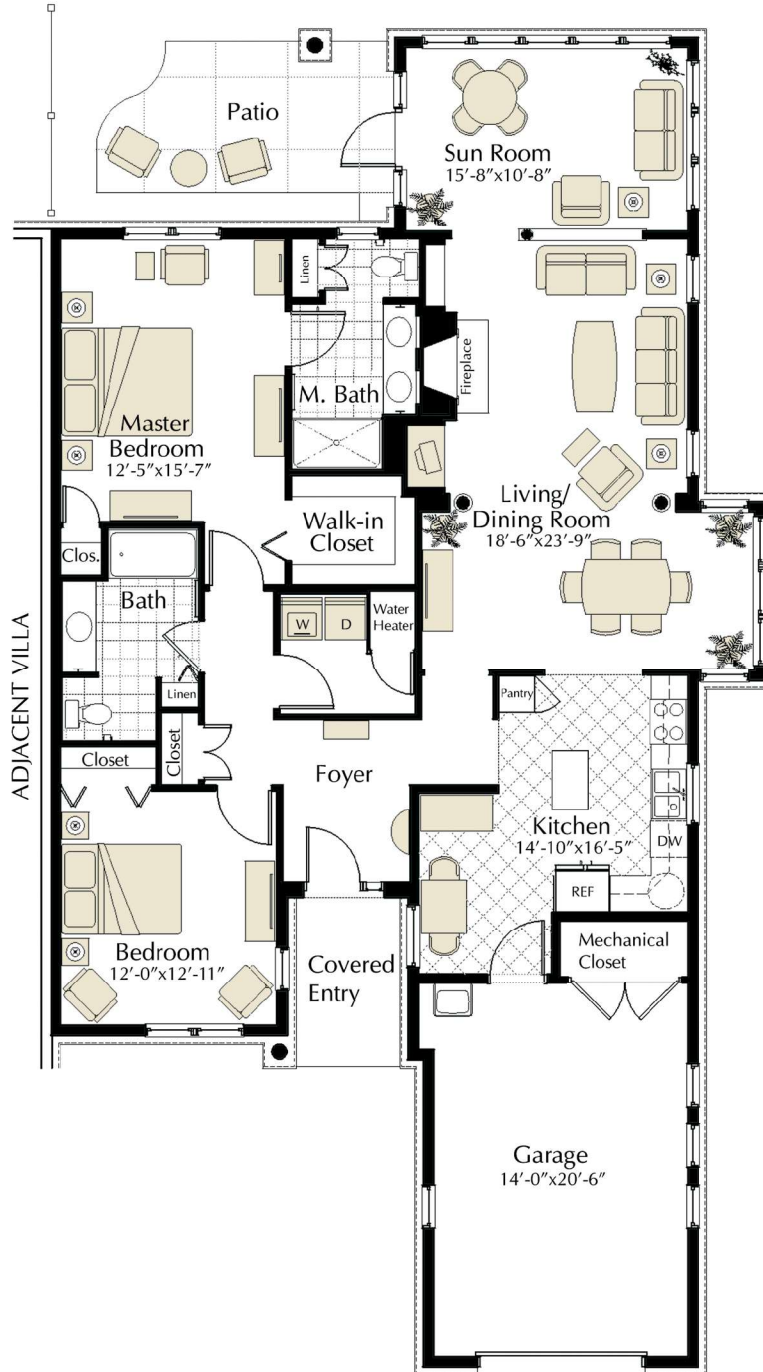 Patio
Sun Room
15'-8"x10'-8"
Linen
M. Bath
Fireplace
Master
Bedroom
12'-5"x15'-7"
Walk-in
Closet
Living/
Dining Room
18'-6"x23'-9"
Clos.
Bath
W
D
Water
Heater
Linen
ADJACENT VILLA
Closet
Closet
Foyer
Pantry
Kitchen
14'-10"x16'-5"
DW
REF
Bedroom
12'-0"x12'-11"
Covered
Entry
Mechanical
Closet
Garage
14'-0"x20'-6"